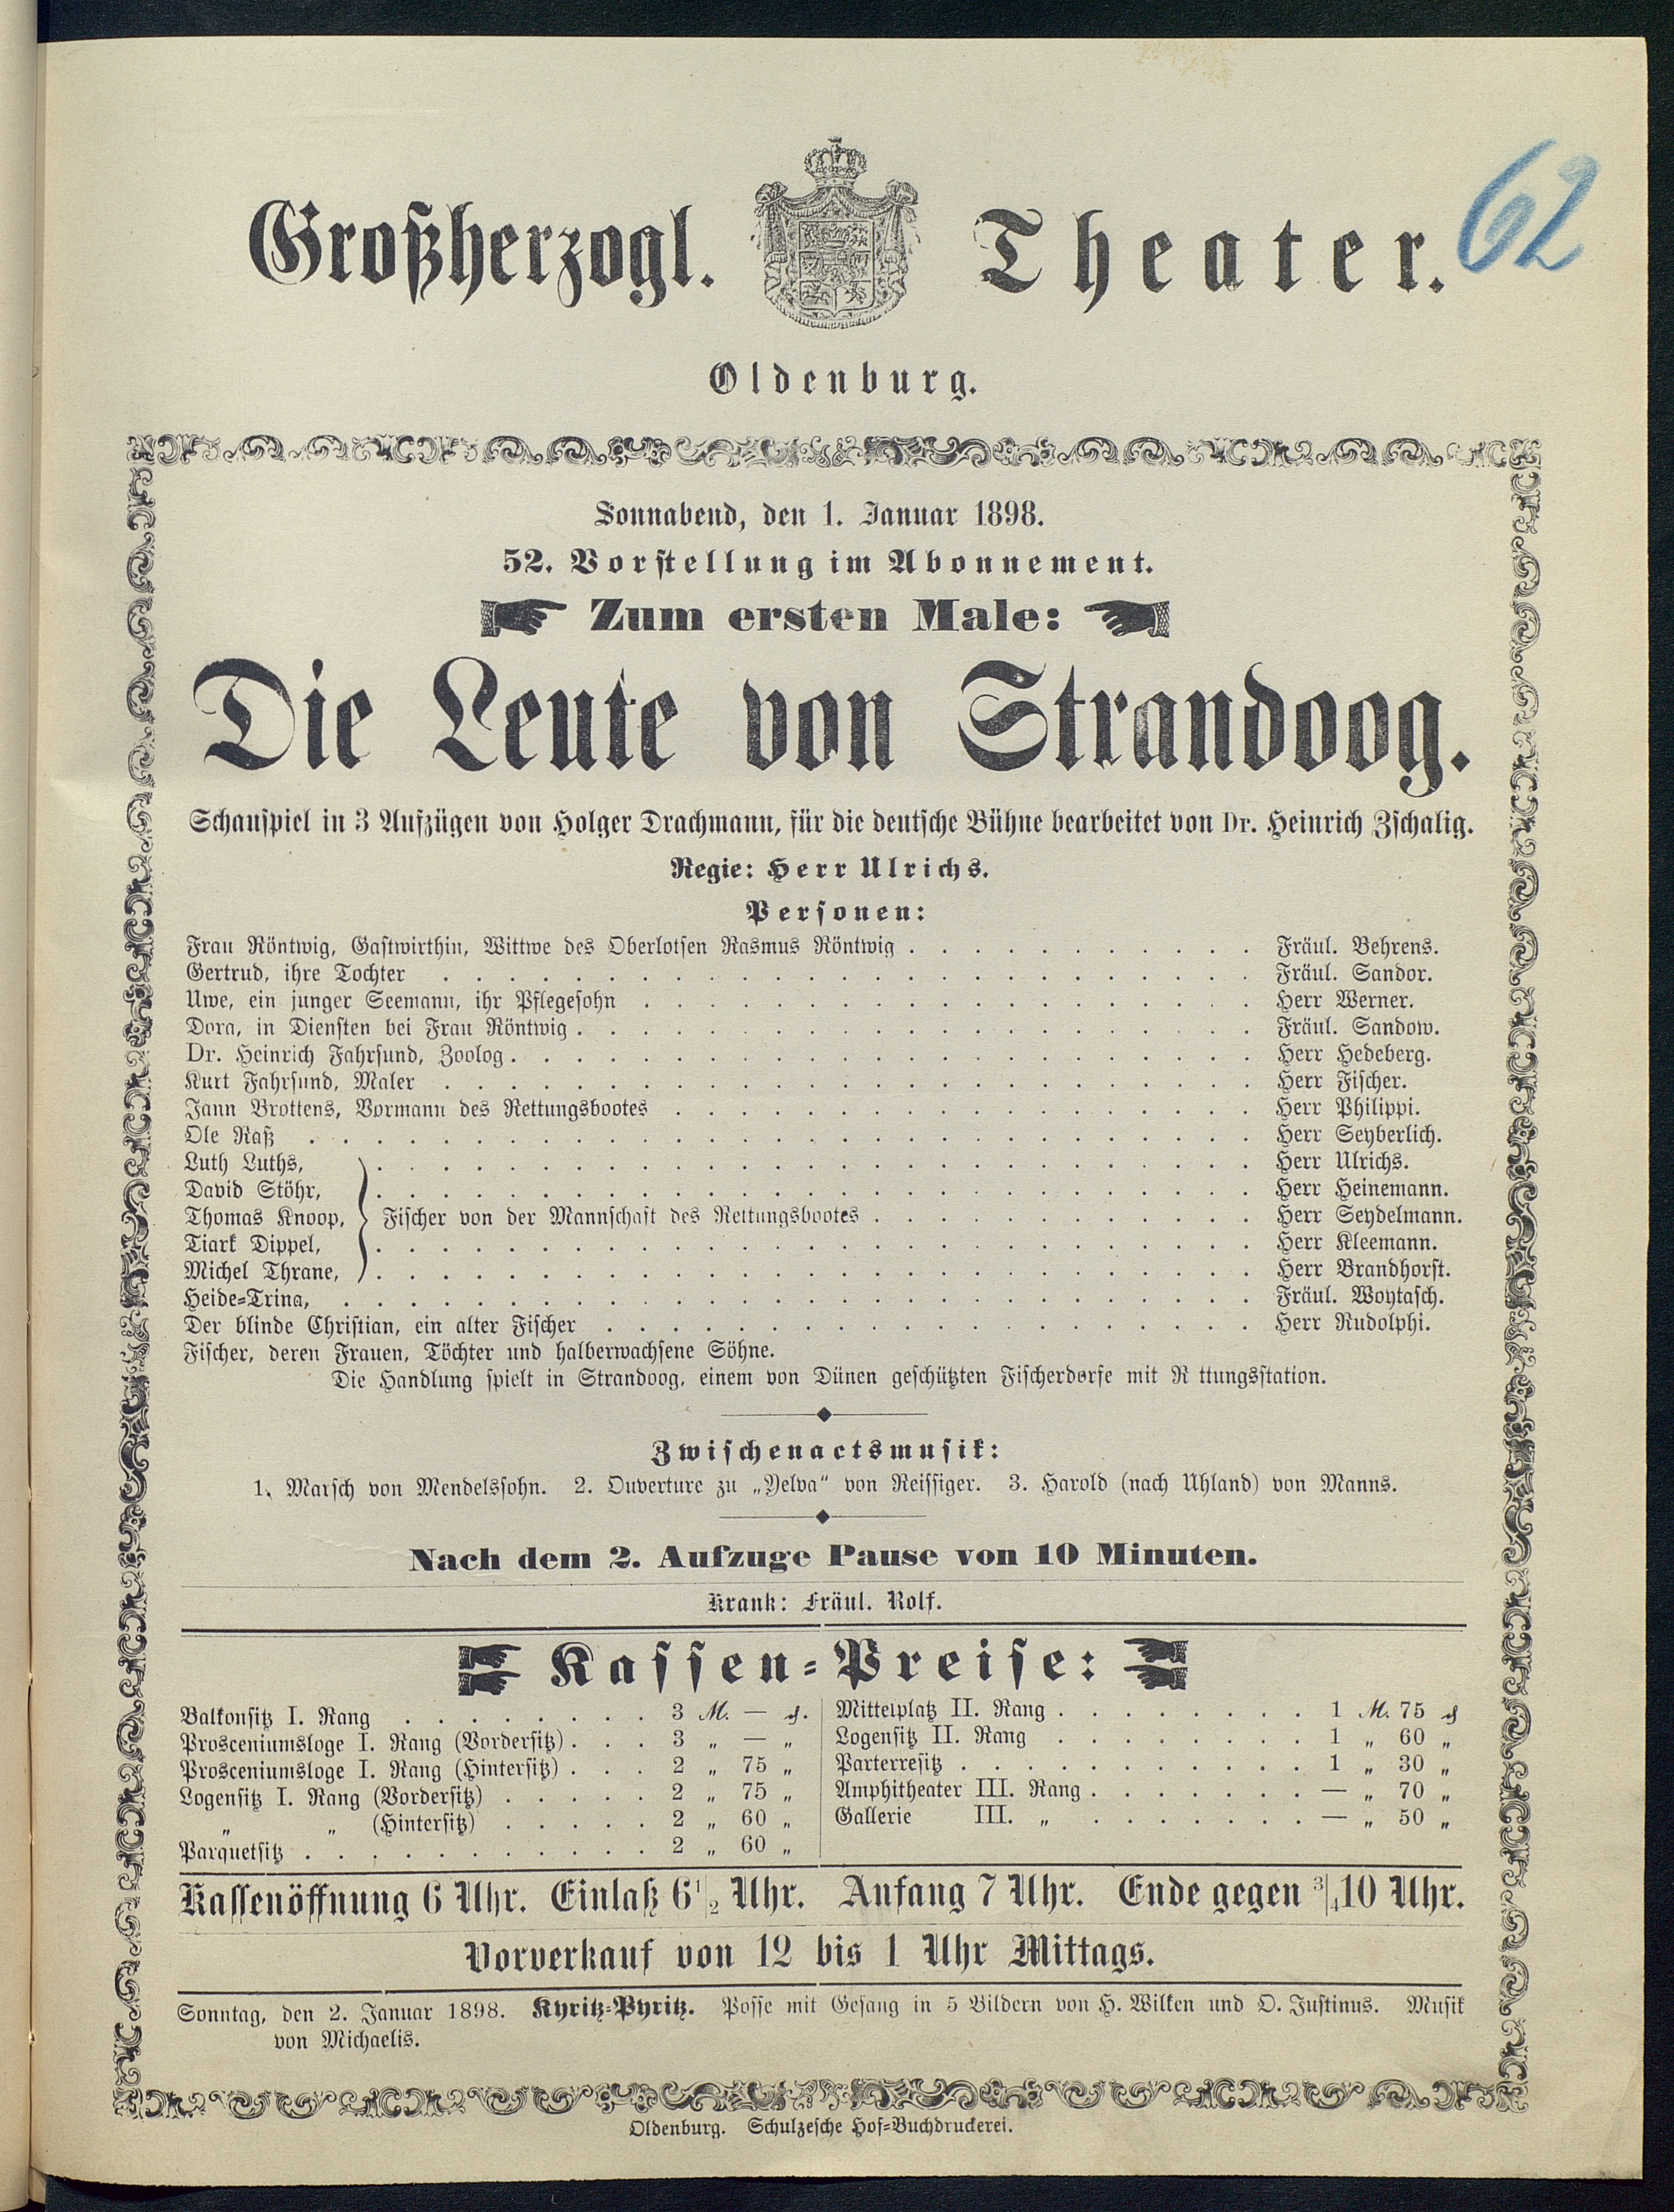 Großherzogl. Theater.
62
Oldenburg.
Sonnabend, den 1. Januar 1898.
52. Vorstellung im Abonnement.
Zum ersten Male:
Die Leute von Strandoog.
Schauspiel in 3 Aufzügen von Holger Drachmann, für die deutsche Bühne bearbeitet von Dr. Heinrich Zschalig.
Regie: Herr Ulrichs.
Personen:
Frau Röntwig, Gastwirthin, Wittwe des Oberlotsen Rasmus Röntwig . . . . . . . . . . . Fräul. Behrens.
Gertrud, ihre Tochter . . . . . . . . . . . Fräul. Sandor.
Uwe, ein junger Seemann, ihr Pflegesohn . . . . . . . . . . . Herr Werner.
Dora, in Diensten bei Frau Röntwig . . . . . . . . . . . Fräul. Sandow.
Dr. Heinrich Fahrsund, Zoolog . . . . . . . . . . . Herr Hedeberg.
Kurt Fahrsund, Maler . . . . . . . . . . . Herr Fischer.
Jann Brottens, Vormann des Rettungsbootes . . . . . . . . . . . Herr Philippi.
Ole Raß . . . . . . . . . . . Herr Seyberlich.
Luth Luths, . . . . . . . . . . . Herr Ulrichs.
David Stöhr, . . . . . . . . . . . Herr Heinemann.
Thomas Knoop, } Fischer von der Mannschaft des Rettungsbootes . . . . . . . . . . . Herr Seydelmann.
Tiark Dippel, . . . . . . . . . . . Herr Kleemann.
Michel Thrane, . . . . . . . . . . . Herr Brandhorst.
Heide=Trina, . . . . . . . . . . . Fräul. Woytasch.
Der blinde Christian, ein alter Fischer . . . . . . . . . . . Herr Rudolphi.
Fischer, deren Frauen, Töchter und halberwachsene Söhne.
Die Handlung spielt in Strandoog, einem von Dünen geschützten Fischerdorfe mit R ttungsstation.
Zwischenactsmusik:
1. Marsch von Mendelssohn. 2. Ouverture zu „Yelva“ von Reissiger. 3. Harold (nach Uhland) von Manns.
Nach dem 2. Aufzuge Pause von 10 Minuten.
Krank: Fräul. Rolf.
Kassen=Preise:
Balkonsitz I. Rang . . . . . . . . 3 M. — ₰.
Prosceniumsloge I. Rang (Vordersitz) . . . 3 „ — „
Prosceniumsloge I. Rang (Hintersitz) . . . 2 „ 75 „
Logensitz I. Rang (Vordersitz) . . . . . 2 „ 75 „
„ „ (Hintersitz) . . . . . 2 „ 60 „
Parquetsitz . . . . . . . . . . . 2 „ 60 „
Mittelplatz II. Rang . . . . . . . . 1 M. 75 ₰
Logensitz II. Rang . . . . . . . . 1 „ 60 „
Parterresitz . . . . . . . . . . . 1 „ 30 „
Amphitheater III. Rang . . . . . . . — „ 70 „
Gallerie III. „ . . . . . . . — „ 50 „
Kassenöffnung 6 Uhr. Einlaß 6 1/2 Uhr. Anfang 7 Uhr. Ende gegen 3/4 10 Uhr.
Vorverkauf von 12 bis 1 Uhr Mittags.
Sonntag, den 2. Januar 1898. Kyritz=Pyritz. Posse mit Gesang in 5 Bildern von H. Wilken und O. Justinus. Musik
von Michaelis.
Oldenburg. Schulzesche Hof=Buchdruckerei.